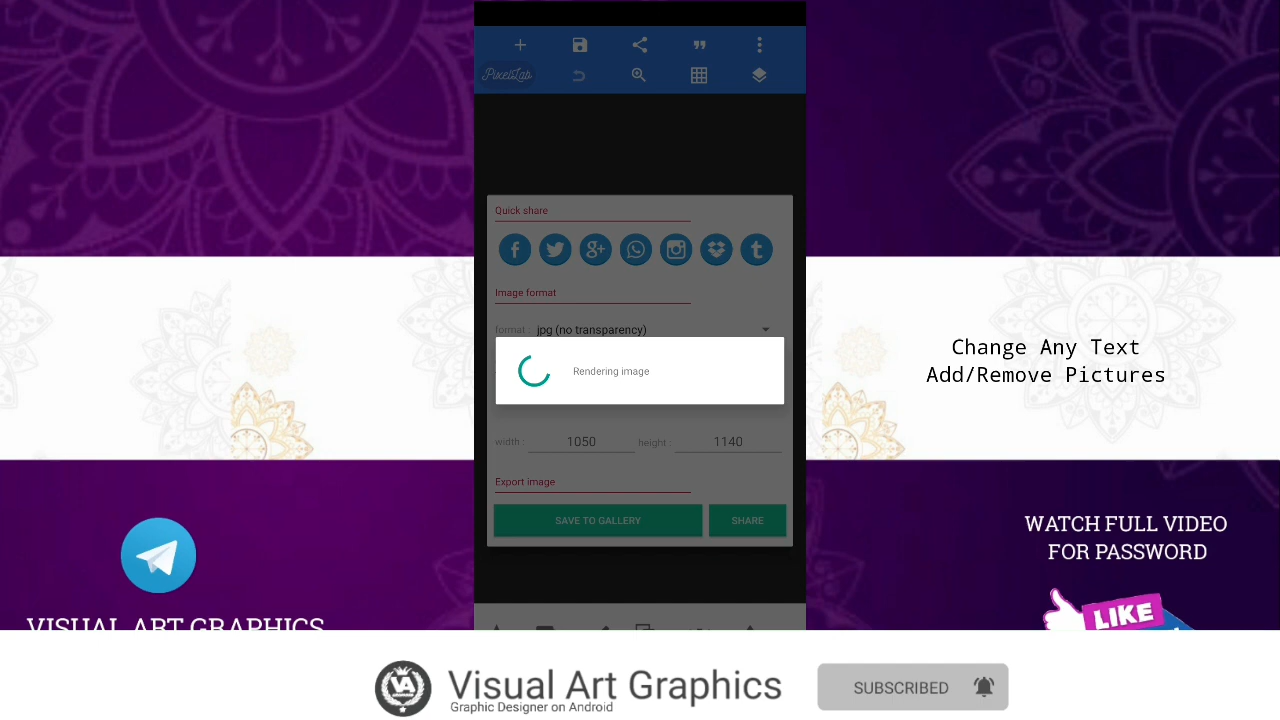 PixelLab
Quick share
Image format
format : jpg (no transparency)
Rendering image
width : 1050 height : 1140
Export image
SAVE TO GALLERY SHARE
Change Any Text
Add/Remove Pictures
WATCH FULL VIDEO
FOR PASSWORD
LIKE
VISUAL ART GRAPHICS
VA
Visual Art Graphics
Graphic Designer on Android
SUBSCRIBED